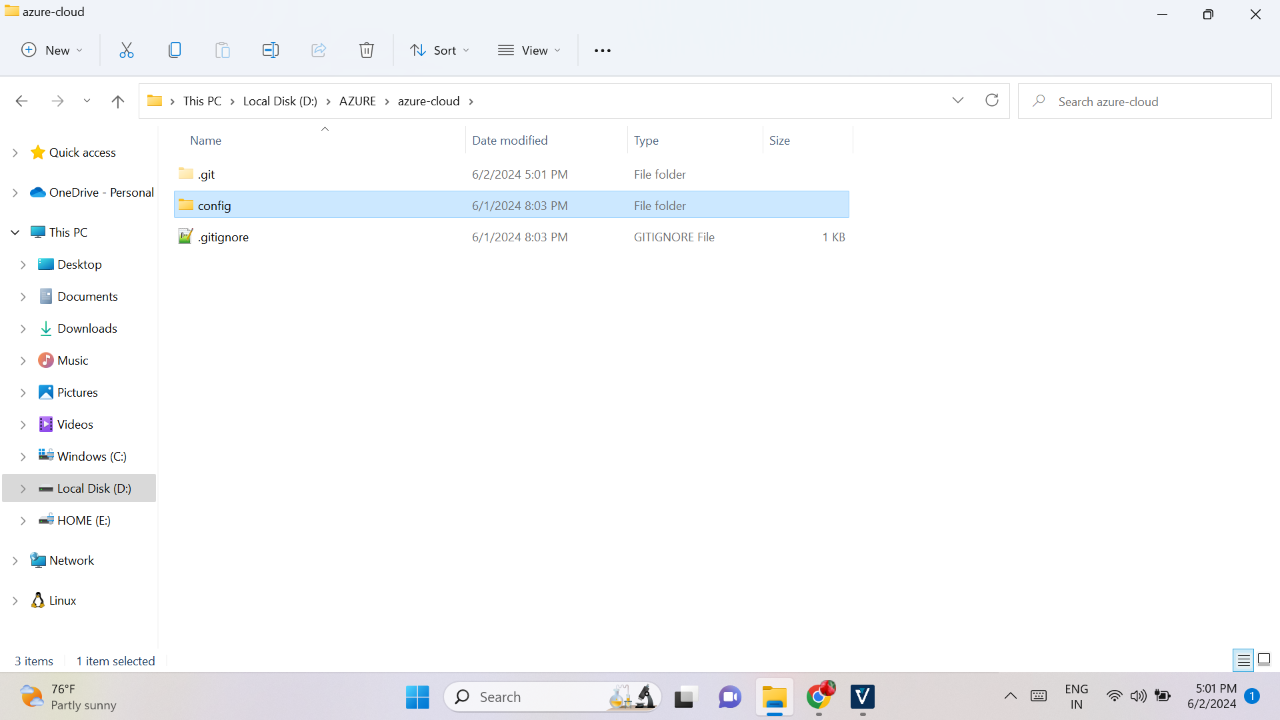 azure-cloud
New
Sort
View
This PC
Local Disk (D:)
AZURE
azure-cloud
Search azure-cloud
Name
Date modified
Type
Size
.git
6/2/2024 5:01 PM
File folder
config
6/1/2024 8:03 PM
File folder
.gitignore
6/1/2024 8:03 PM
GITIGNORE File
1 KB
Quick access
OneDrive - Personal
This PC
Desktop
Documents
Downloads
Music
Pictures
Videos
Windows (C:)
Local Disk (D:)
HOME (E:)
Network
Linux
3 items
1 item selected
76°F
Partly sunny
Search
ENG
IN
5:01 PM
6/2/2024
1